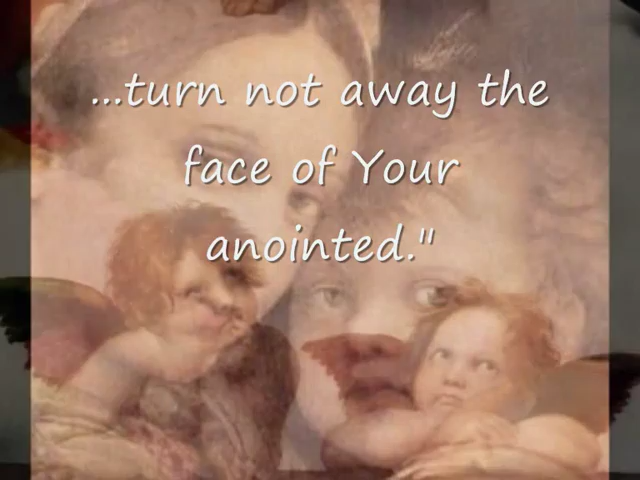 ...turn not away the
face of Your
anointed."